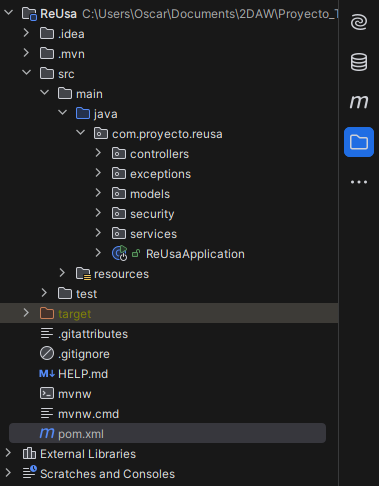 ReUsa C:\Users\Oscar\Documents\2DAW\Proyecto_T
.idea
.mvn
src
main
java
com.proyecto.reusa
controllers
exceptions
models
security
services
ReUsaApplication
resources
test
target
.gitattributes
.gitignore
M↓ HELP.md
mvnw
mvnw.cmd
m pom.xml
External Libraries
Scratches and Consoles
m